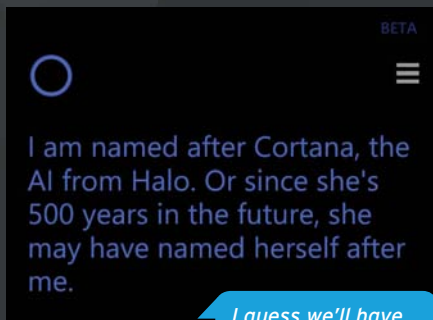 BETA
I am named after Cortana, the
AI from Halo. Or since she's
500 years in the future, she
may have named herself after
me.
I guess we'll have